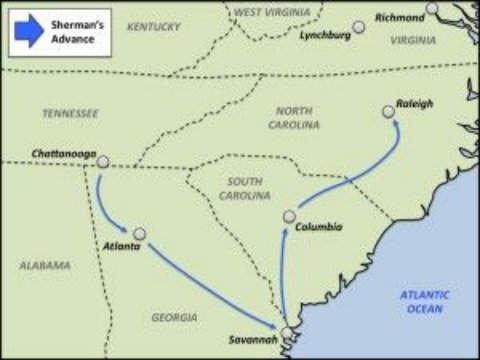 Sherman's
Advance
KENTUCKY
WEST VIRGINIA
Richmond
Lynchburg
VIRGINIA
TENNESSEE
NORTH
CAROLINA
Raleigh
Chattanooga
SOUTH
CAROLINA
Columbia
Atlanta
ALABAMA
GEORGIA
ATLANTIC
OCEAN
Savannah